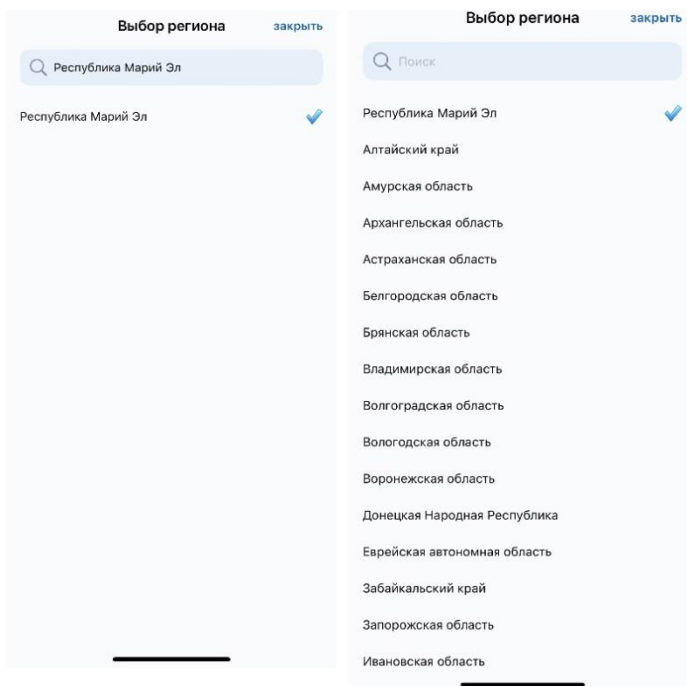 Выбор региона
закрыть
Республика Марий Эл
Республика Марий Эл
Выбор региона
закрыть
Поиск
Республика Марий Эл
Алтайский край
Амурская область
Архангельская область
Астраханская область
Белгородская область
Брянская область
Владимирская область
Волгоградская область
Вологодская область
Воронежская область
Донецкая Народная Республика
Еврейская автономная область
Забайкальский край
Запорожская область
Ивановская область